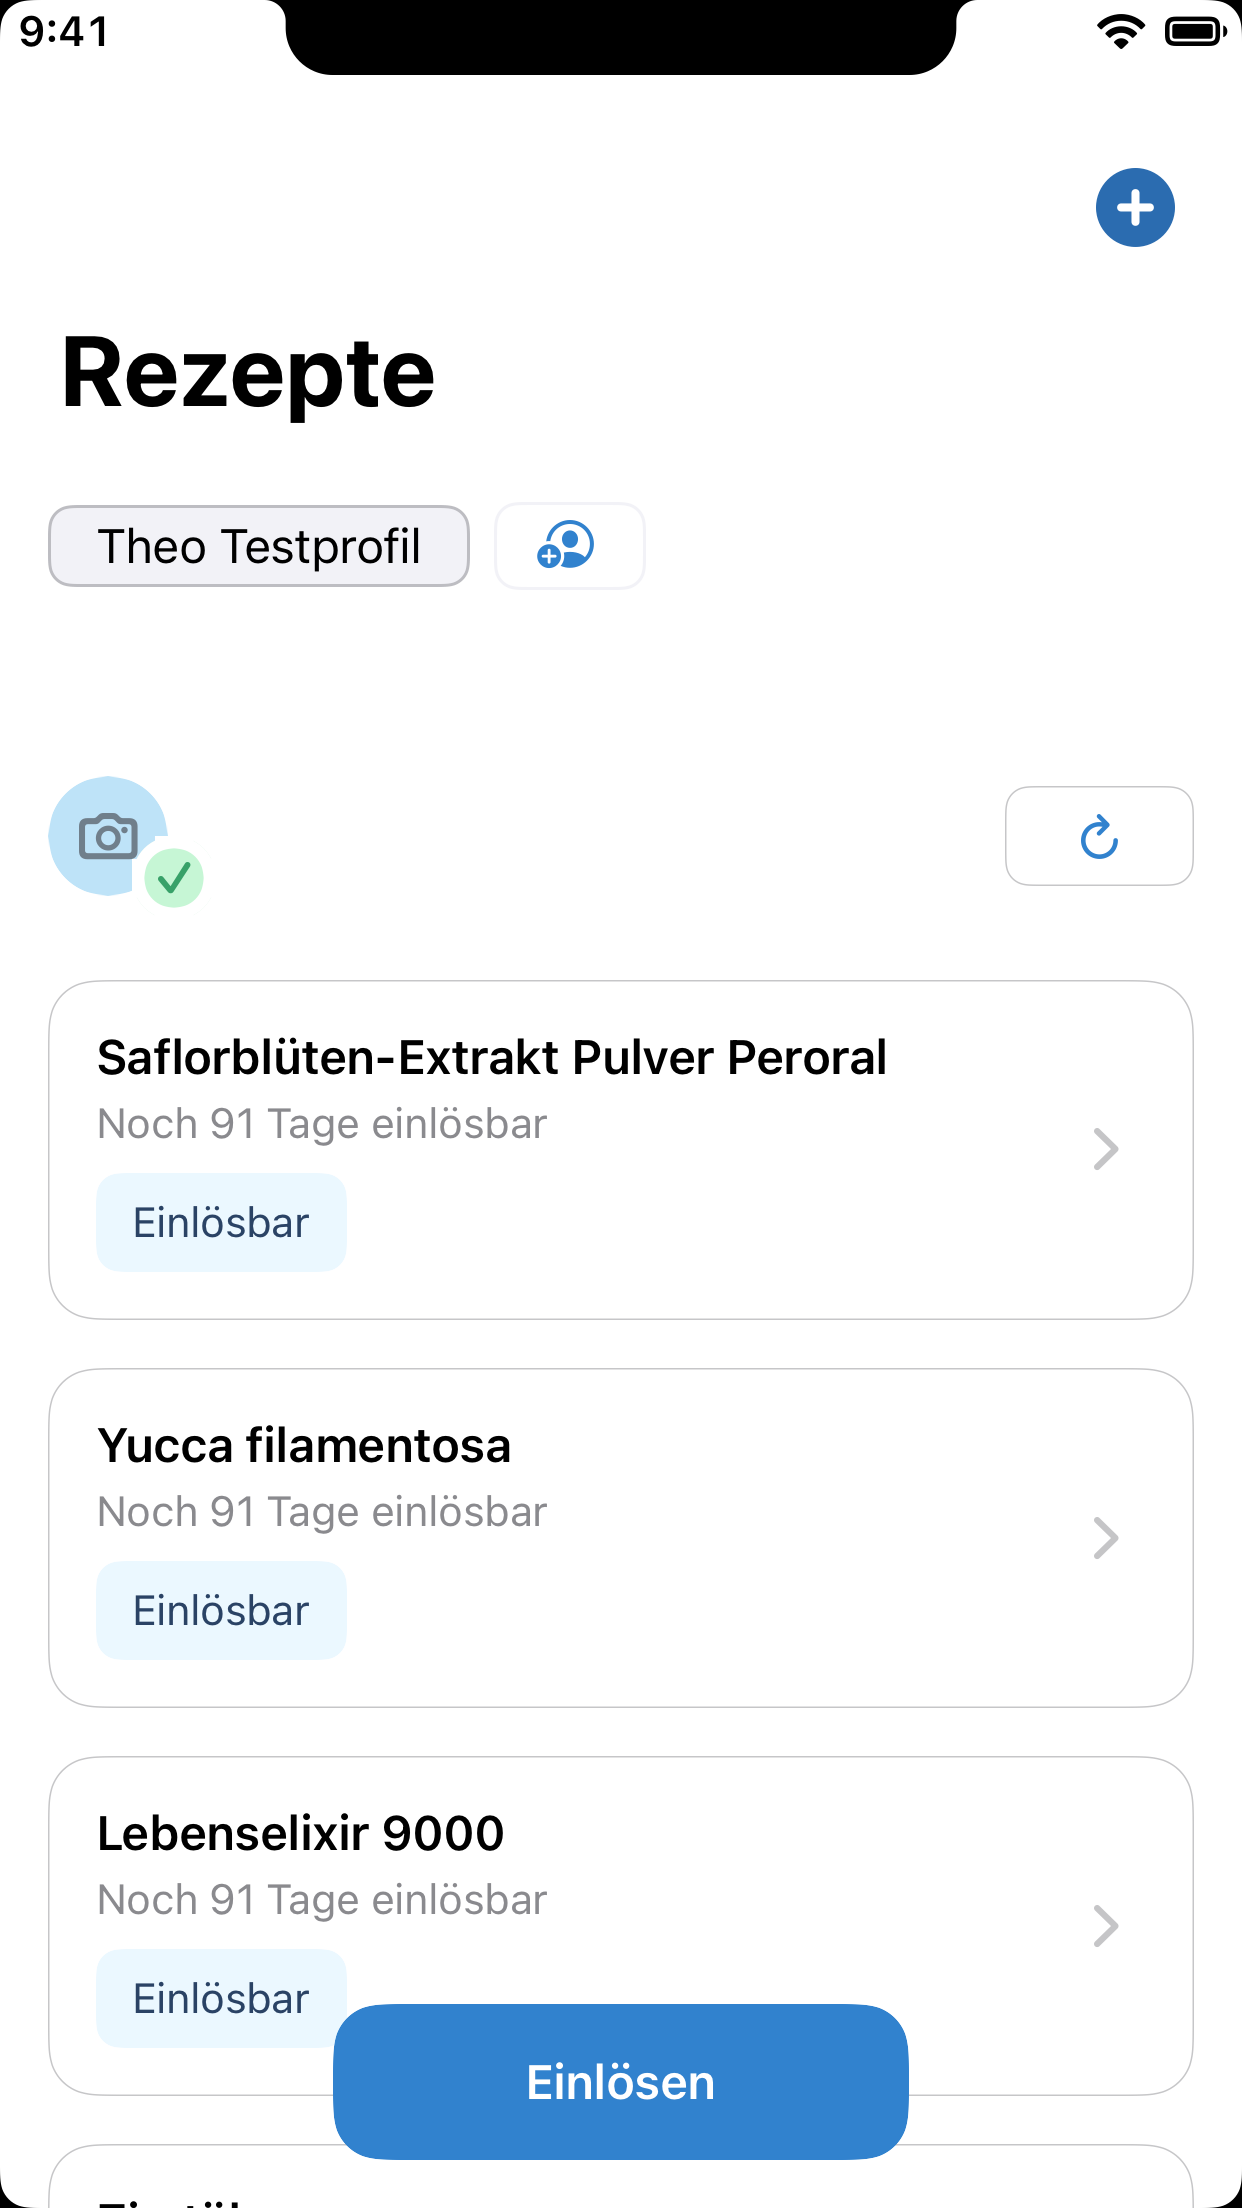 9:41
Rezepte
Theo Testprofil
Saflorblüten-Extrakt Pulver Peroral
Noch 91 Tage einlösbar
Einlösbar
Yucca filamentosa
Noch 91 Tage einlösbar
Einlösbar
Lebenselixir 9000
Noch 91 Tage einlösbar
Einlösbar
Einlösen